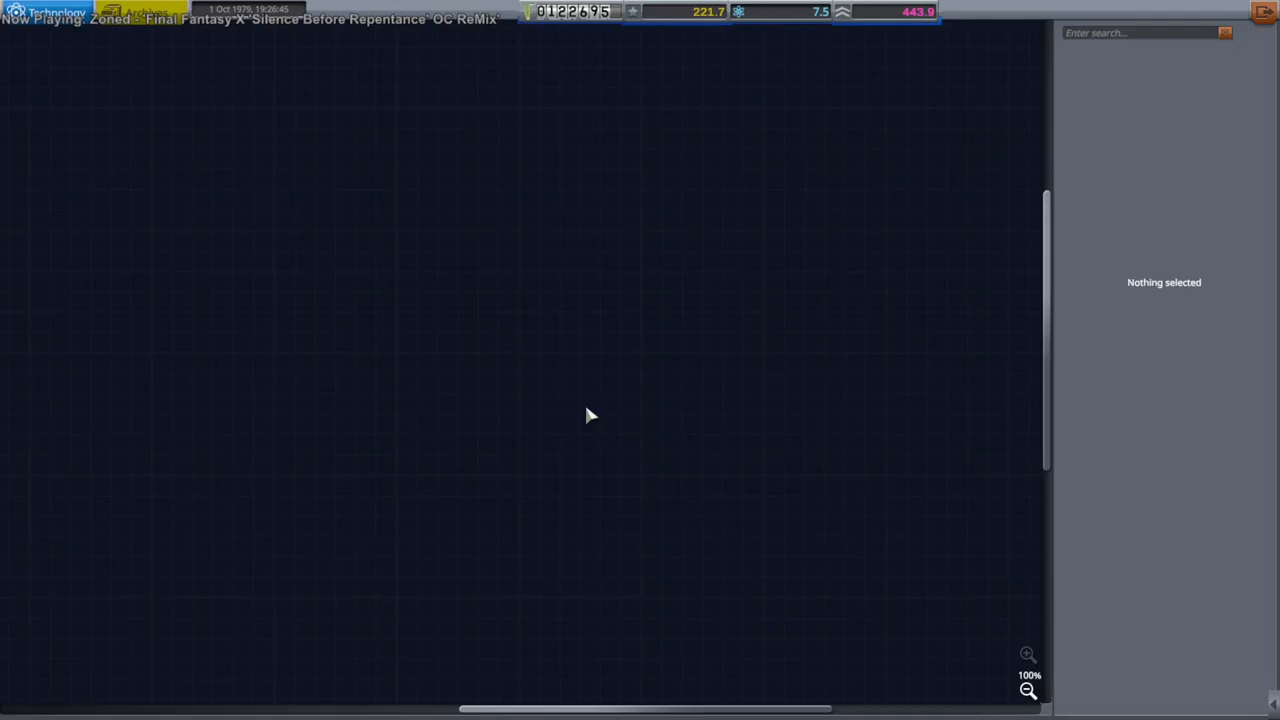 Technology
Archives
1 Oct 1979, 19:26:45
Now Playing: Zoned - 'Final Fantasy X 'Silence Before Repentance' OC ReMix'
0122695
221.7
7.5
443.9
Enter search...
Nothing selected
100%